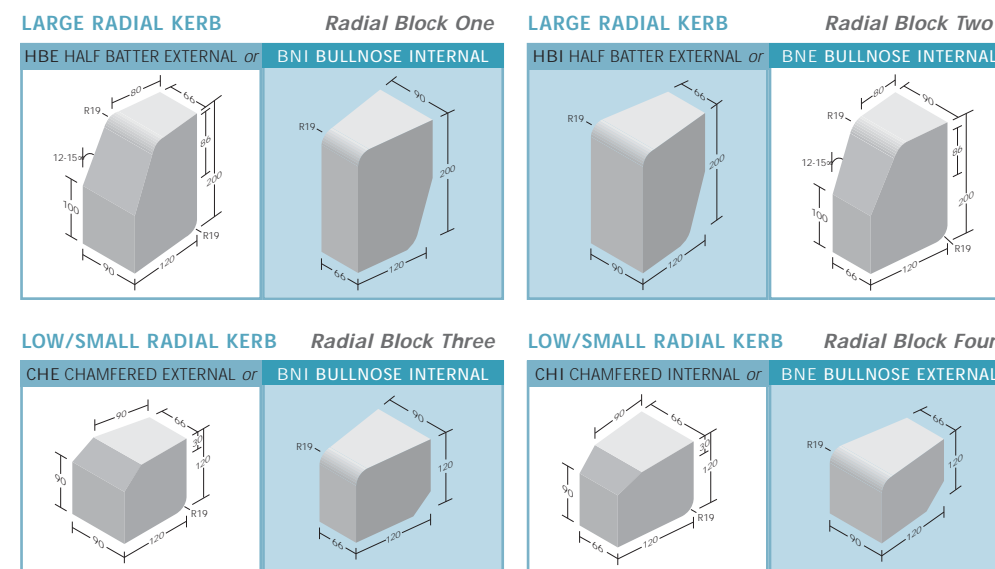 LARGE RADIAL KERB Radial Block One
HBE HALF BATTER EXTERNAL or BNI BULLNOSE INTERNAL
80
66
R19
86
12-15°
200
100
R19
90
120
90
R19
200
66
120
LARGE RADIAL KERB Radial Block Two
HBI HALF BATTER EXTERNAL or BNE BULLNOSE INTERNAL
66
R19
200
90
120
80
90
R19
86
12-15°
200
100
R19
66
120
LOW/SMALL RADIAL KERB Radial Block Three
CHE CHAMFERED EXTERNAL or BNI BULLNOSE INTERNAL
90
66
30
120
90
R19
90
120
90
R19
120
66
120
LOW/SMALL RADIAL KERB Radial Block Four
CHI CHAMFERED INTERNAL or BNE BULLNOSE EXTERNAL
90
66
30
120
90
R19
66
120
66
R19
120
90
120